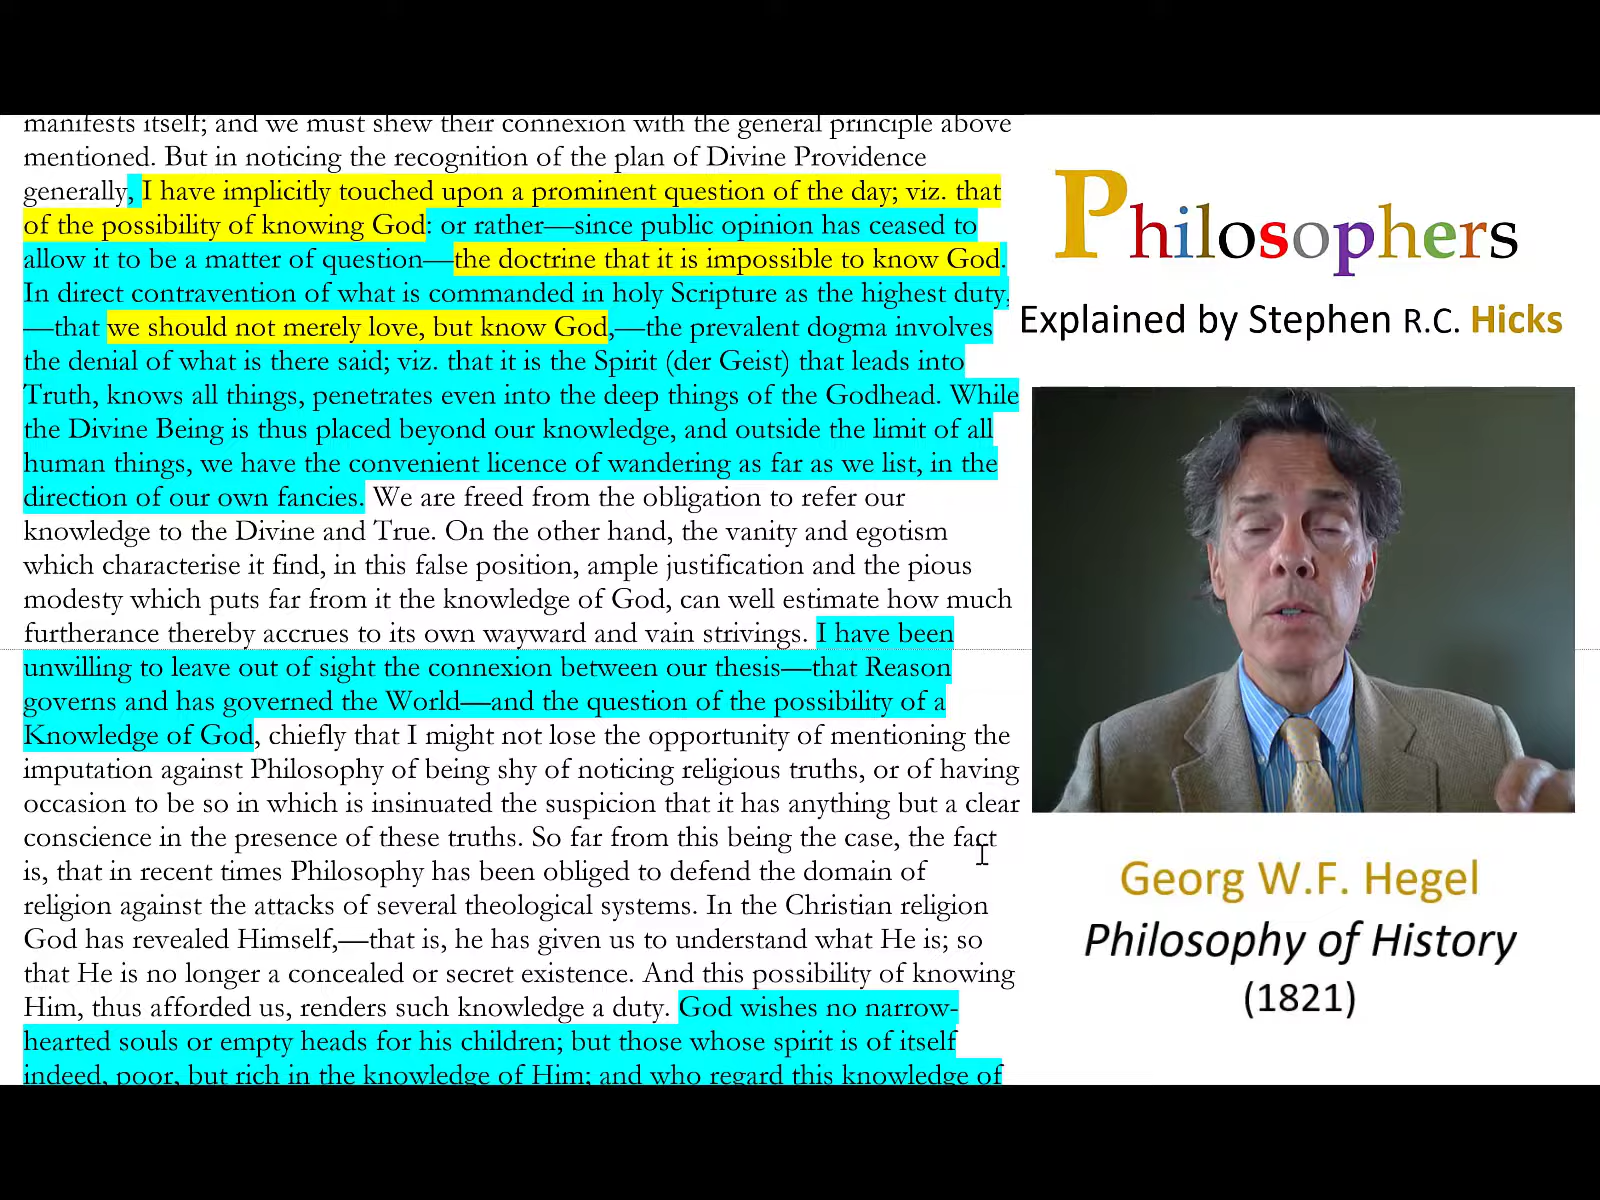 manifests itself; and we must shew their connexion with the general principle above
mentioned. But in noticing the recognition of the plan of Divine Providence
generally, I have implicitly touched upon a prominent question of the day; viz. that
of the possibility of knowing God: or rather—since public opinion has ceased to
allow it to be a matter of question—the doctrine that it is impossible to know God.
In direct contravention of what is commanded in holy Scripture as the highest duty,
—that we should not merely love, but know God,—the prevalent dogma involves
the denial of what is there said; viz. that it is the Spirit (der Geist) that leads into
Truth, knows all things, penetrates even into the deep things of the Godhead. While
the Divine Being is thus placed beyond our knowledge, and outside the limit of all
human things, we have the convenient licence of wandering as far as we list, in the
direction of our own fancies. We are freed from the obligation to refer our
knowledge to the Divine and True. On the other hand, the vanity and egotism
which characterise it find, in this false position, ample justification and the pious
modesty which puts far from it the knowledge of God, can well estimate how much
furtherance thereby accrues to its own wayward and vain strivings. I have been
unwilling to leave out of sight the connexion between our thesis—that Reason
governs and has governed the World—and the question of the possibility of a
Knowledge of God, chiefly that I might not lose the opportunity of mentioning the
imputation against Philosophy of being shy of noticing religious truths, or of having
occasion to be so in which is insinuated the suspicion that it has anything but a clear
conscience in the presence of these truths. So far from this being the case, the fact
is, that in recent times Philosophy has been obliged to defend the domain of
religion against the attacks of several theological systems. In the Christian religion
God has revealed Himself,—that is, he has given us to understand what He is; so
that He is no longer a concealed or secret existence. And this possibility of knowing
Him, thus afforded us, renders such knowledge a duty. God wishes no narrow-
hearted souls or empty heads for his children; but those whose spirit is of itself
indeed, poor, but rich in the knowledge of Him; and who regard this knowledge of
Philosophers
Explained by Stephen R.C. Hicks
Georg W.F. Hegel
Philosophy of History
(1821)